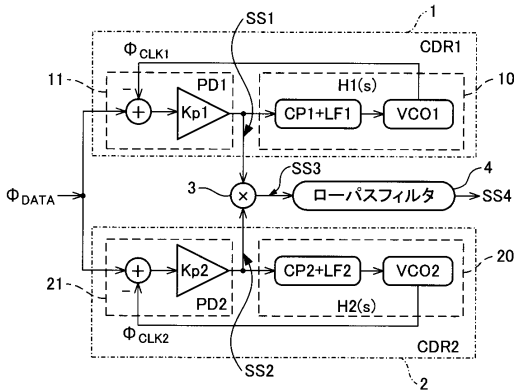 SS1
1
CDR1
ΦCLK1
11
PD1
H1(s)
10
−
+
Kp1
CP1+LF1
VCO1
SS3
4
3
×
ローパスフィルタ
SS4
ΦDATA
+
Kp2
CP2+LF2
VCO2
20
−
21
PD2
H2(s)
ΦCLK2
CDR2
SS2
2